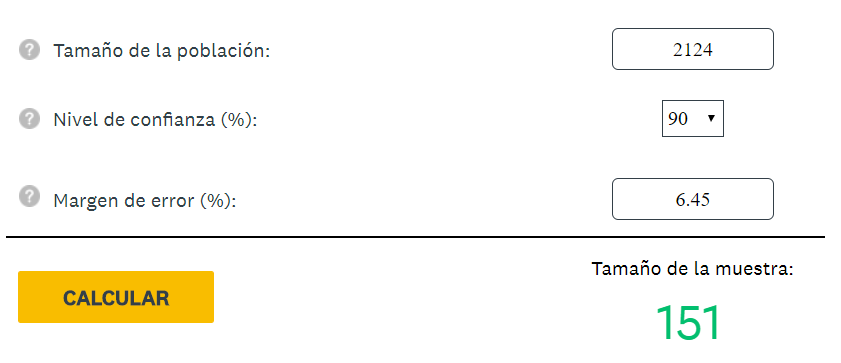 ? Tamaño de la población: 2124
? Nivel de confianza (%): 90
? Margen de error (%): 6.45
Tamaño de la muestra:
CALCULAR
151